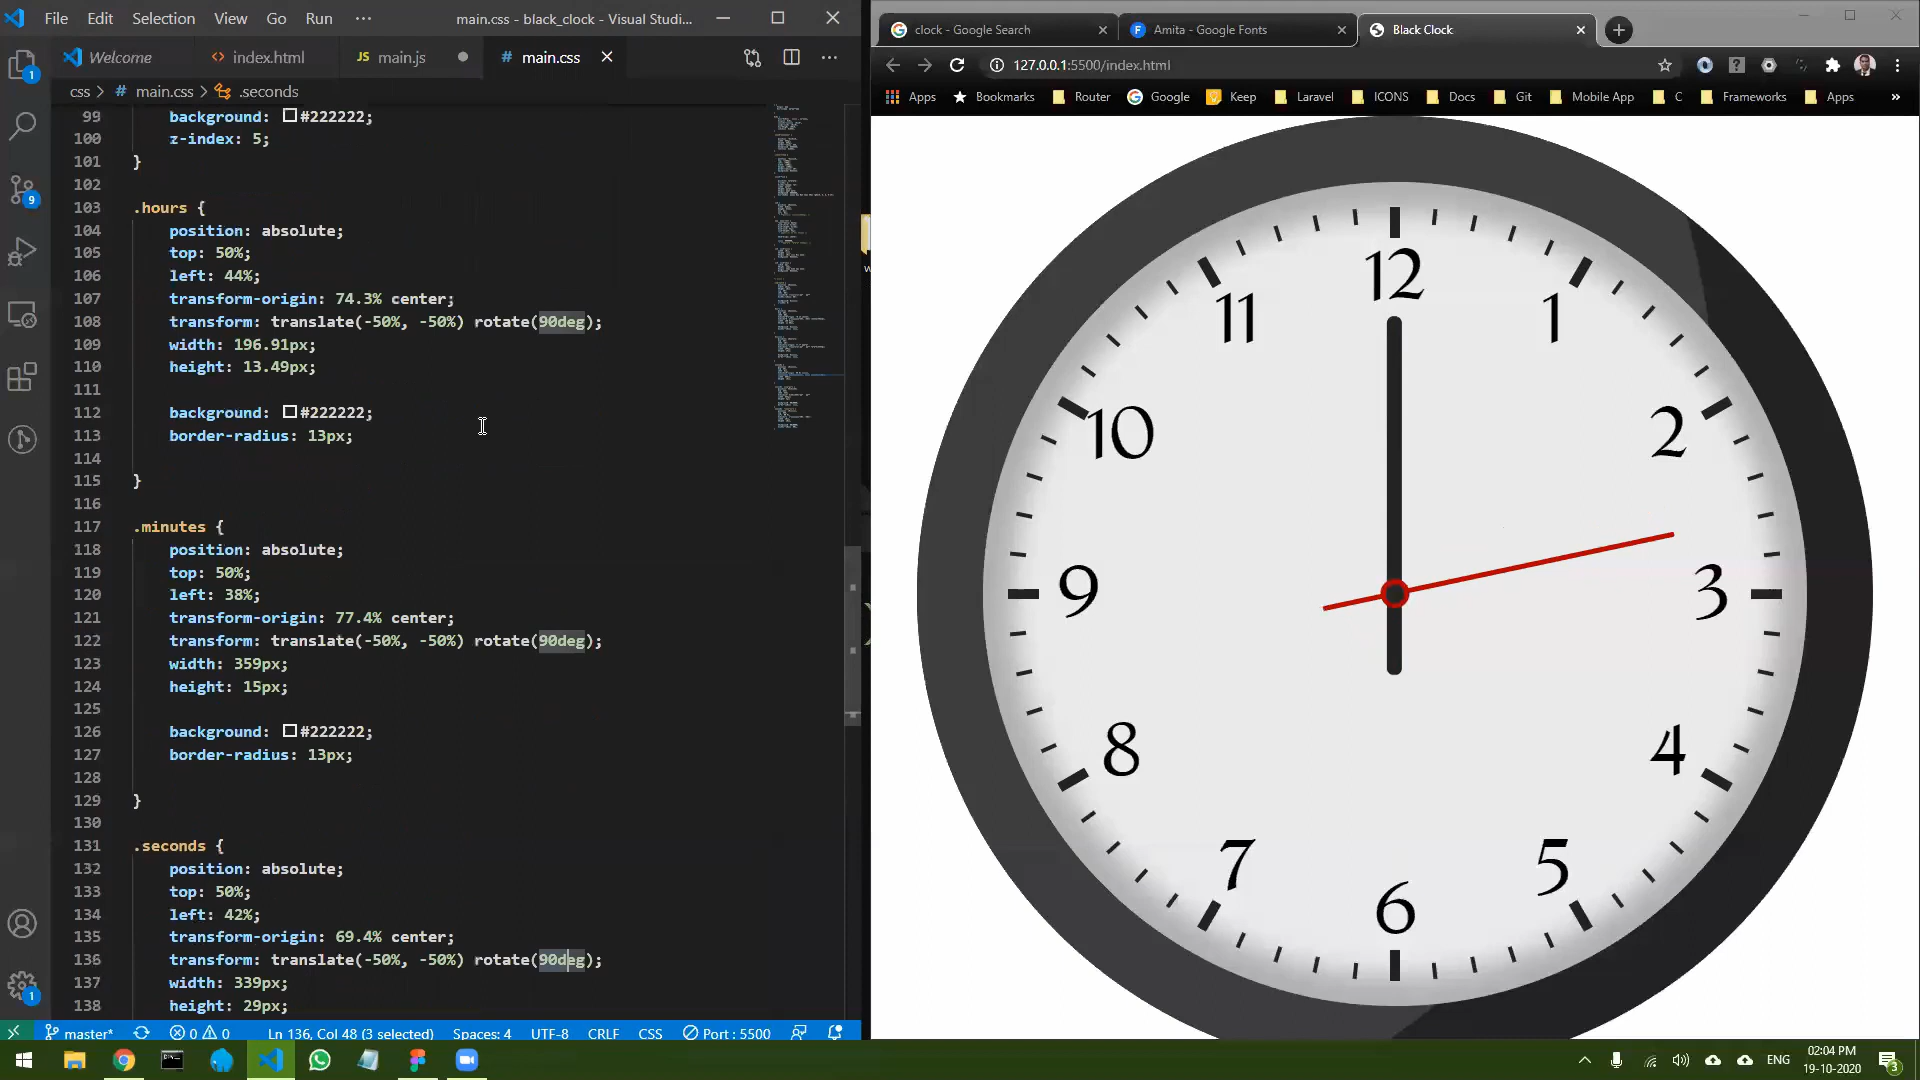 File Edit Selection View Go Run ··· main.css - black_clock - Visual Studi...
Welcome index.html JS main.js # main.css
css > # main.css > .seconds
99 background: #222222;
100 z-index: 5;
101 }
102
103 .hours {
104 position: absolute;
105 top: 50%;
106 left: 44%;
107 transform-origin: 74.3% center;
108 transform: translate(-50%, -50%) rotate(90deg);
109 width: 196.91px;
110 height: 13.49px;
111
112 background: #222222;
113 border-radius: 13px;
114
115 }
116
117 .minutes {
118 position: absolute;
119 top: 50%;
120 left: 38%;
121 transform-origin: 77.4% center;
122 transform: translate(-50%, -50%) rotate(90deg);
123 width: 359px;
124 height: 15px;
125
126 background: #222222;
127 border-radius: 13px;
128
129 }
130
131 .seconds {
132 position: absolute;
133 top: 50%;
134 left: 42%;
135 transform-origin: 69.4% center;
136 transform: translate(-50%, -50%) rotate(90deg);
137 width: 339px;
138 height: 29px;
1
9
1
master* 0 0 Ln 136, Col 48 (3 selected) Spaces: 4 UTF-8 CRLF CSS Port : 5500
clock - Google Search Amita - Google Fonts Black Clock
127.0.0.1:5500/index.html
Apps Bookmarks Router Google Keep Laravel ICONS Docs Git Mobile App C Frameworks Apps »
12
11 1
10 2
9 3
8 4
7 5
6
ENG 02:04 PM
19-10-2020
3